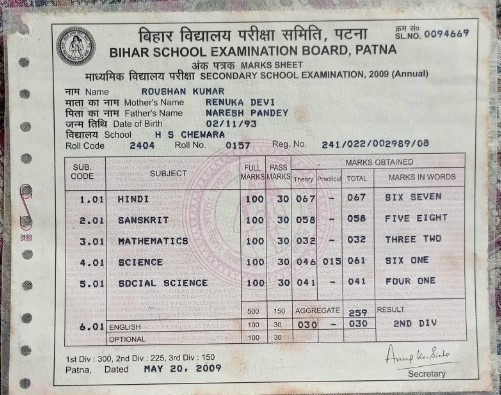 बिहार विद्यालय परीक्षा समिति, पटना
क्रम सं०
BIHAR SCHOOL EXAMINATION BOARD, PATNA
SL.NO. 0094669
अंक पत्रक MARKS SHEET
माध्यमिक विद्यालय परीक्षा SECONDARY SCHOOL EXAMINATION, 2009 (Annual)
नाम Name ROUSHAN KUMAR
माता का नाम Mother's Name RENUKA DEVI
पिता का नाम Father's Name NARESH PANDEY
जन्म तिथि Date of Birth 02/11/93
विद्यालय School H S CHEWARA
Roll Code 2404 Roll No. 0157 Reg. No. 241/022/002989/08
SUB. CODE SUBJECT FULL MARKS PASS MARKS MARKS OBTAINED
Theory Practical TOTAL MARKS IN WORDS
1.01 HINDI 100 30 067 - 067 SIX SEVEN
2.01 SANSKRIT 100 30 058 - 058 FIVE EIGHT
3.01 MATHEMATICS 100 30 032 - 032 THREE TWO
4.01 SCIENCE 100 30 046 015 061 SIX ONE
5.01 SOCIAL SCIENCE 100 30 041 - 041 FOUR ONE
500 150 AGGREGATE 259 RESULT
6.01 ENGLISH 100 30 030 - 030 2ND DIV
OPTIONAL 100 30
1st Div : 300, 2nd Div : 225, 3rd Div : 150
Patna, Dated MAY 20, 2009
Secretary